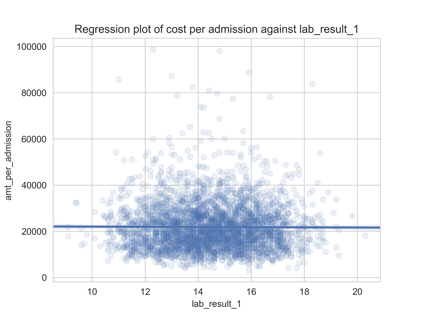 Regression plot of cost per admission against lab_result_1
100000
80000
60000
40000
20000
0
amt_per_admission
10 12 14 16 18 20
lab_result_1